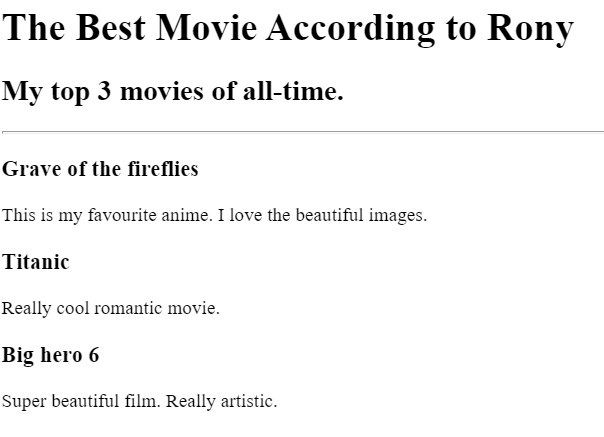 The Best Movie According to Rony
My top 3 movies of all-time.
Grave of the fireflies
This is my favourite anime. I love the beautiful images.
Titanic
Really cool romantic movie.
Big hero 6
Super beautiful film. Really artistic.